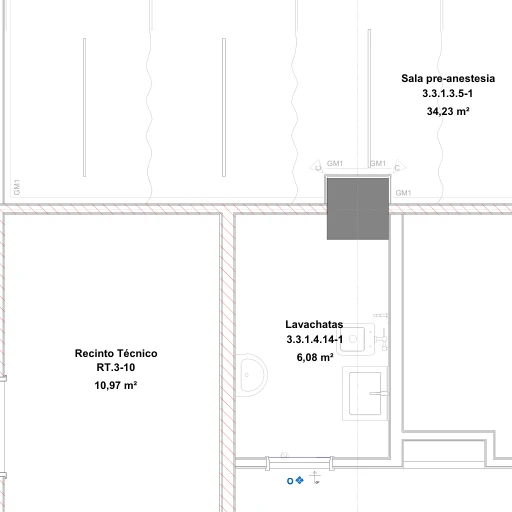 Sala pre-anestesia
3.3.1.3.5-1
34,23 m²
C
GM1
GM1
C
GM1
GM1
Lavachatas
3.3.1.4.14-1
6,08 m²
Recinto Técnico
RT.3-10
10,97 m²